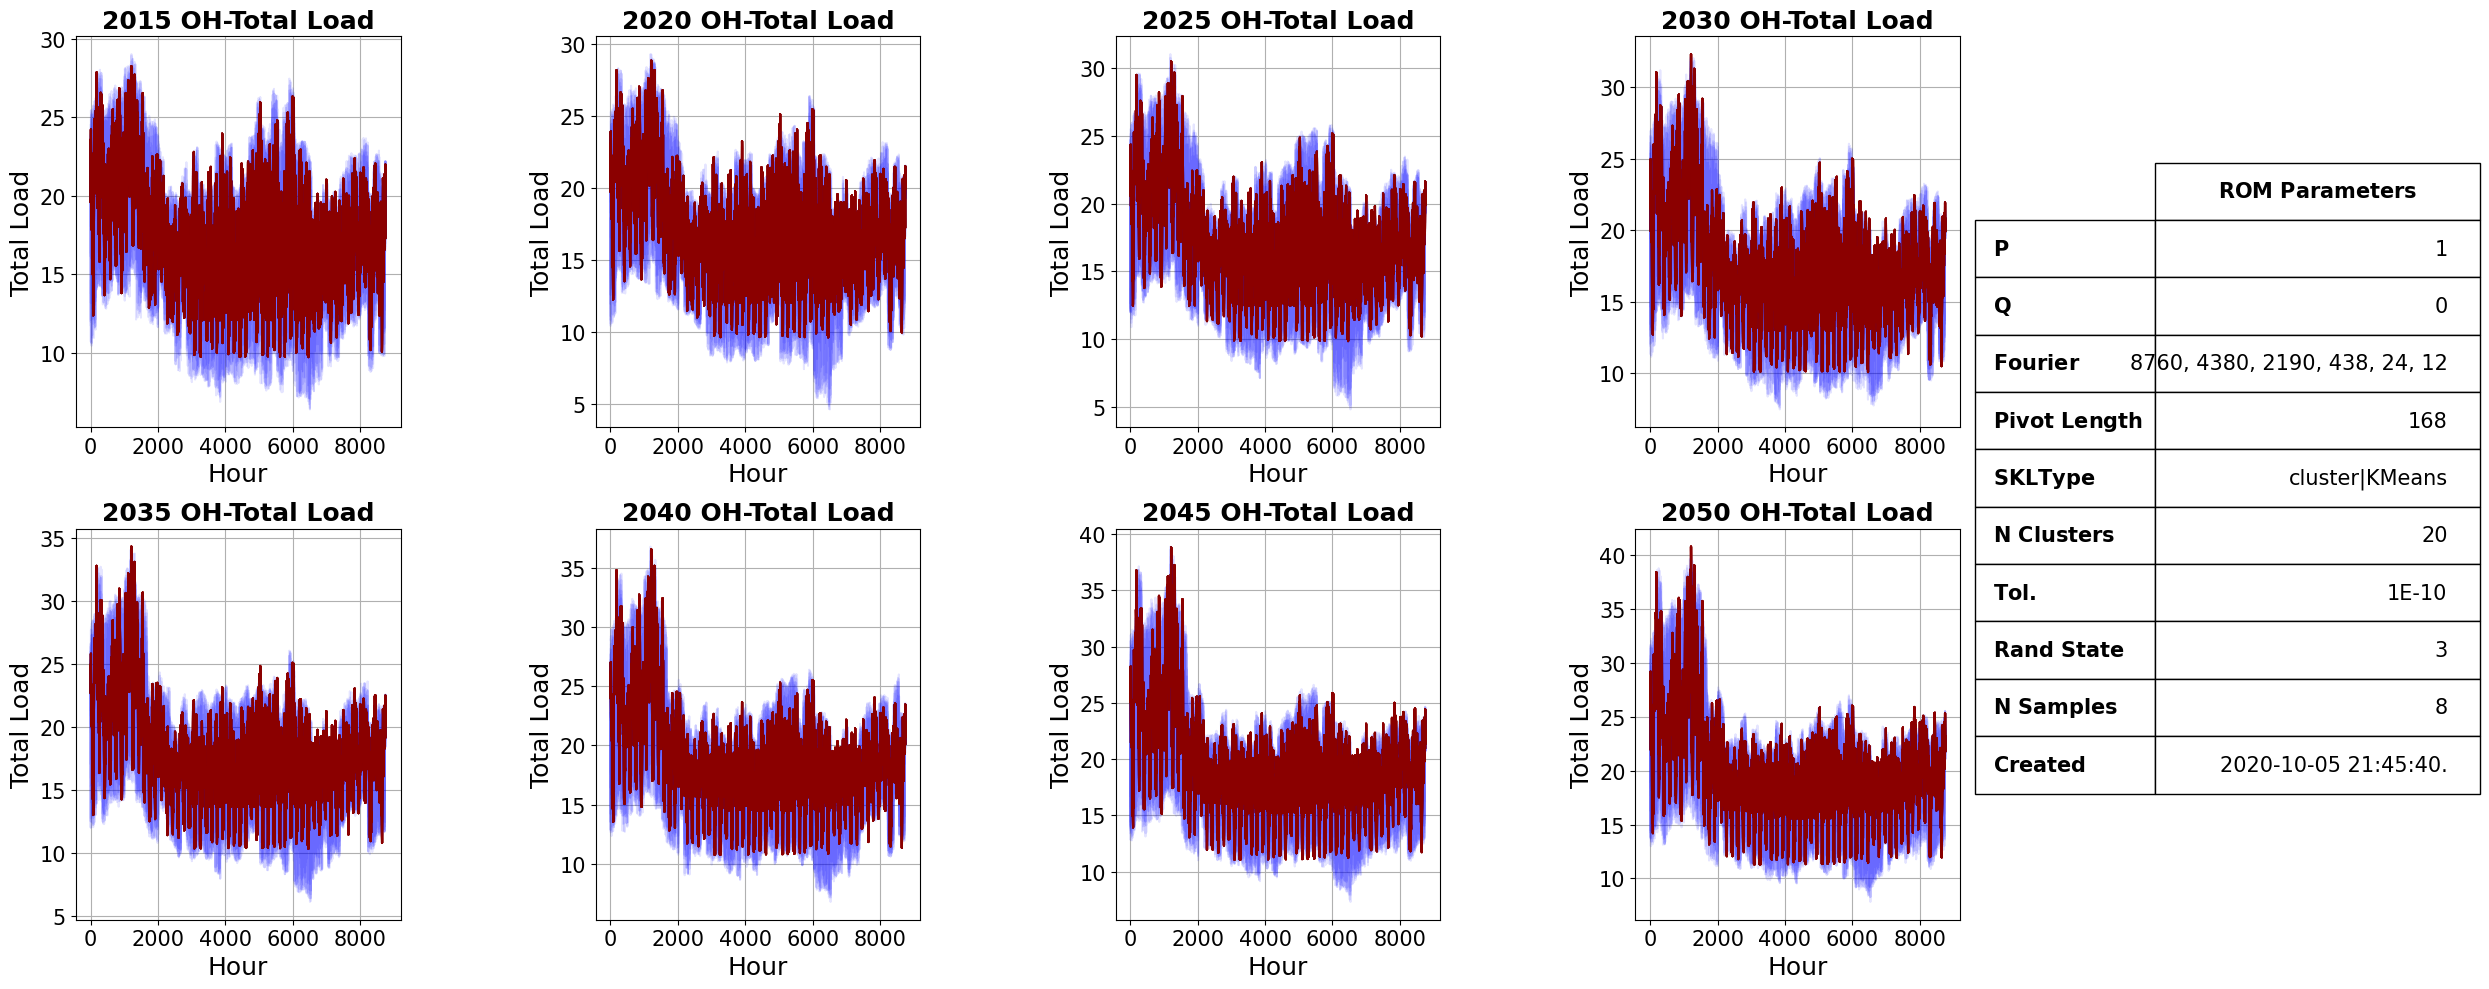 2015 OH-Total Load
Total Load
30
25
20
15
10
0 2000 4000 6000 8000
Hour
2020 OH-Total Load
Total Load
30
25
20
15
10
5
0 2000 4000 6000 8000
Hour
2025 OH-Total Load
Total Load
30
25
20
15
10
5
0 2000 4000 6000 8000
Hour
2030 OH-Total Load
Total Load
30
25
20
15
10
0 2000 4000 6000 8000
Hour
2035 OH-Total Load
Total Load
35
30
25
20
15
10
5
0 2000 4000 6000 8000
Hour
2040 OH-Total Load
Total Load
35
30
25
20
15
10
0 2000 4000 6000 8000
Hour
2045 OH-Total Load
Total Load
40
35
30
25
20
15
10
0 2000 4000 6000 8000
Hour
2050 OH-Total Load
Total Load
40
35
30
25
20
15
10
0 2000 4000 6000 8000
Hour
ROM Parameters
P 1
Q 0
Fourier 8760, 4380, 2190, 438, 24, 12
Pivot Length 168
SKLType cluster|KMeans
N Clusters 20
Tol. 1E-10
Rand State 3
N Samples 8
Created 2020-10-05 21:45:40.